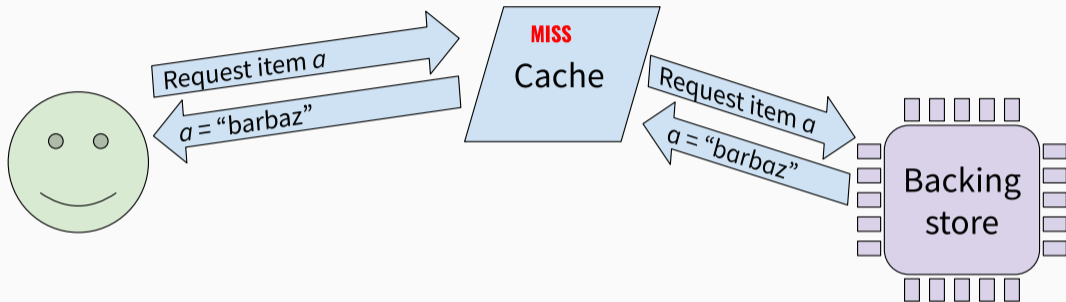 Request item a
a = “barbaz”
MISS
Cache
Request item a
a = “barbaz”
Backing
store